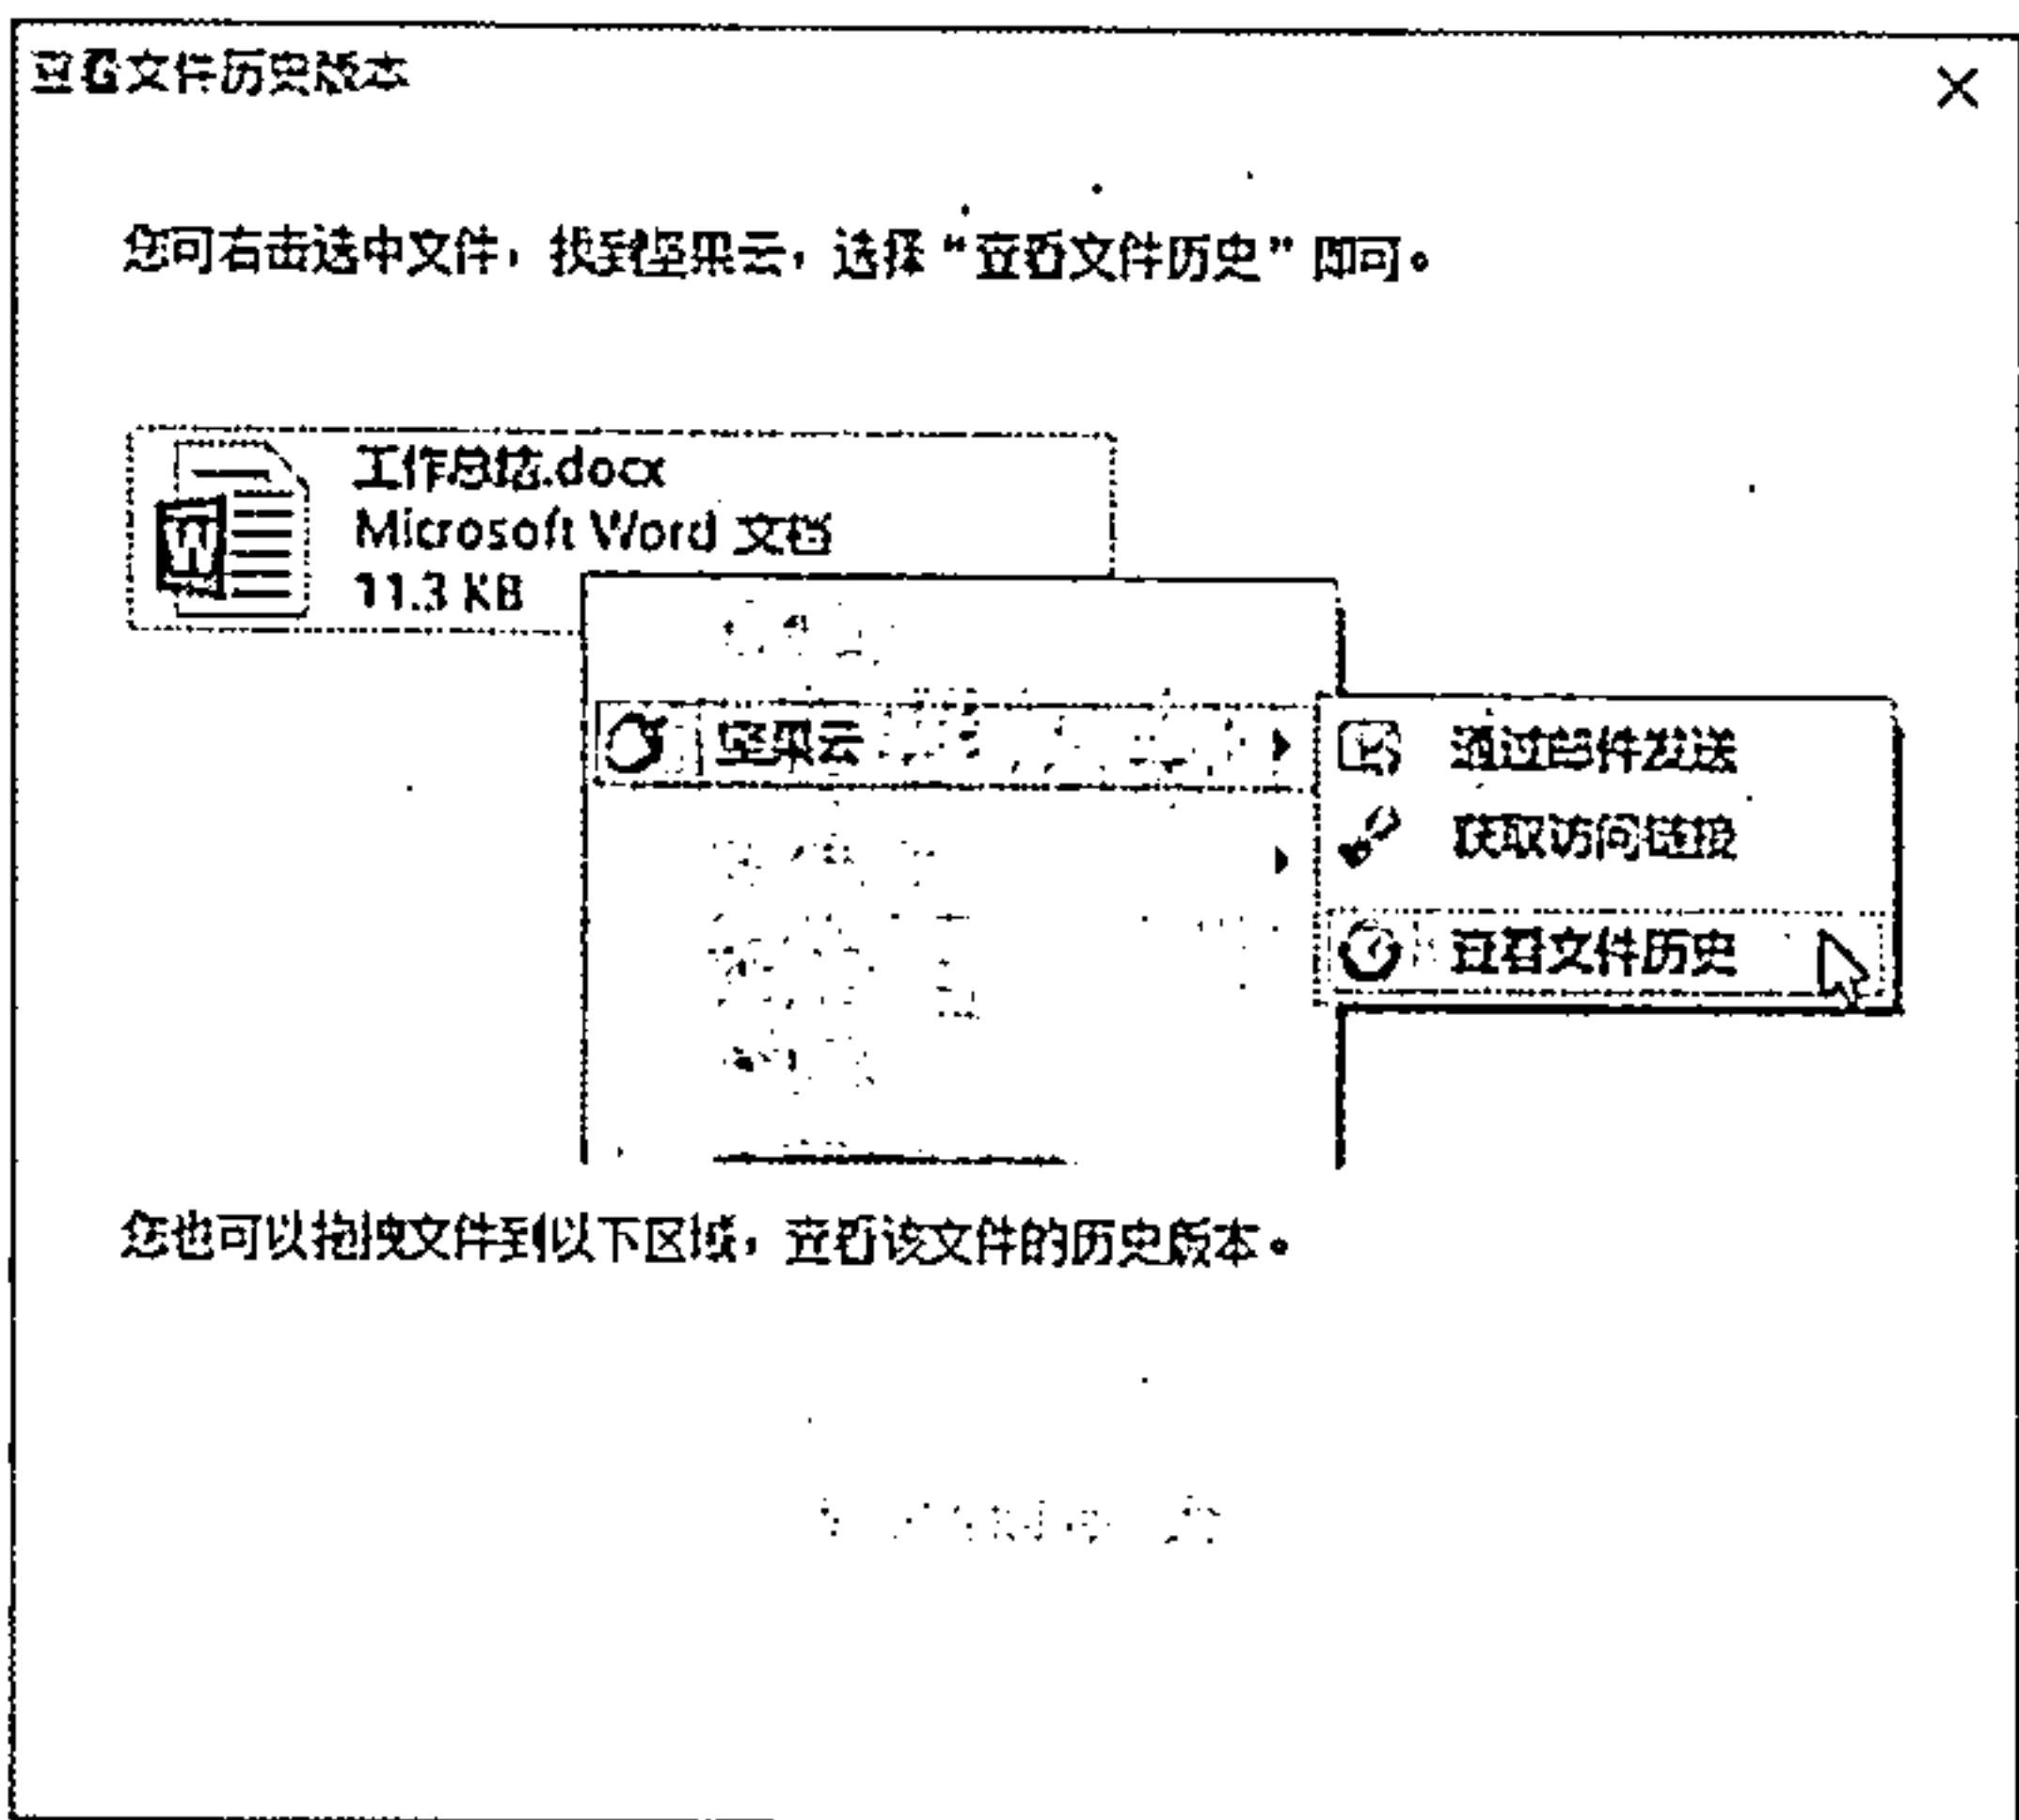 查看文件历史版本
您可右击选中文件，找到坚果云，选择“查看文件历史”即可。
工作总结.docx
Microsoft Word 文档
11.3 KB
坚果云
通过邮件发送
获取访问链接
查看文件历史
您也可以拖拽文件到以下区域，查看该文件的历史版本。